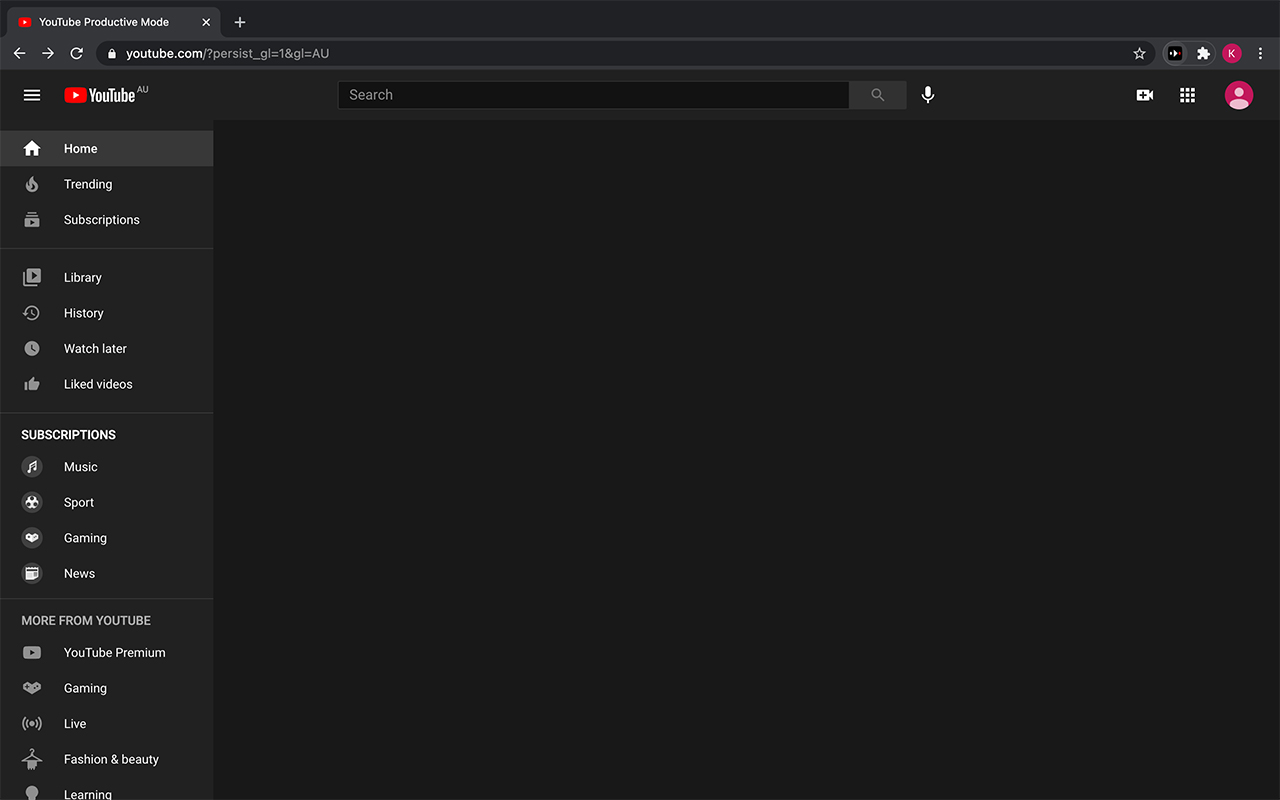 YouTube Productive Mode
youtube.com/?persist_gl=1&gl=AU
K
YouTube AU
Search
Home
Trending
Subscriptions
Library
History
Watch later
Liked videos
SUBSCRIPTIONS
Music
Sport
Gaming
News
MORE FROM YOUTUBE
YouTube Premium
Gaming
Live
Fashion & beauty
Learning